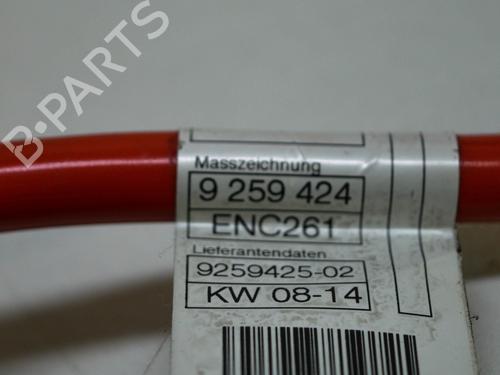 B-PARTS
Masszeichnung
9 259 424
ENC261
Lieferantendaten
9259425-02
KW 08-14